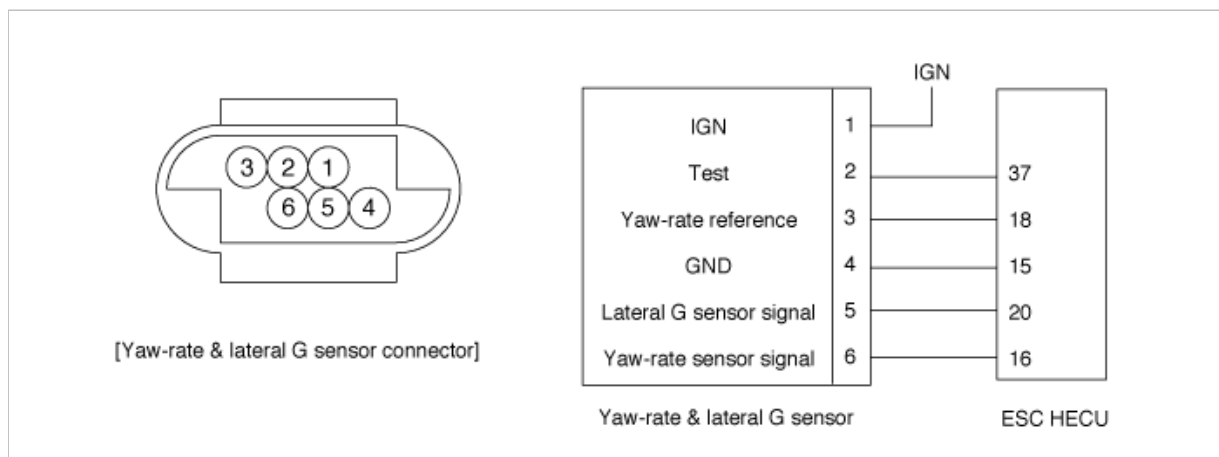 IGN
3 2 1
6 5 4
IGN 1
Test 2 37
Yaw-rate reference 3 18
GND 4 15
Lateral G sensor signal 5 20
Yaw-rate sensor signal 6 16
[Yaw-rate & lateral G sensor connector]
Yaw-rate & lateral G sensor
ESC HECU